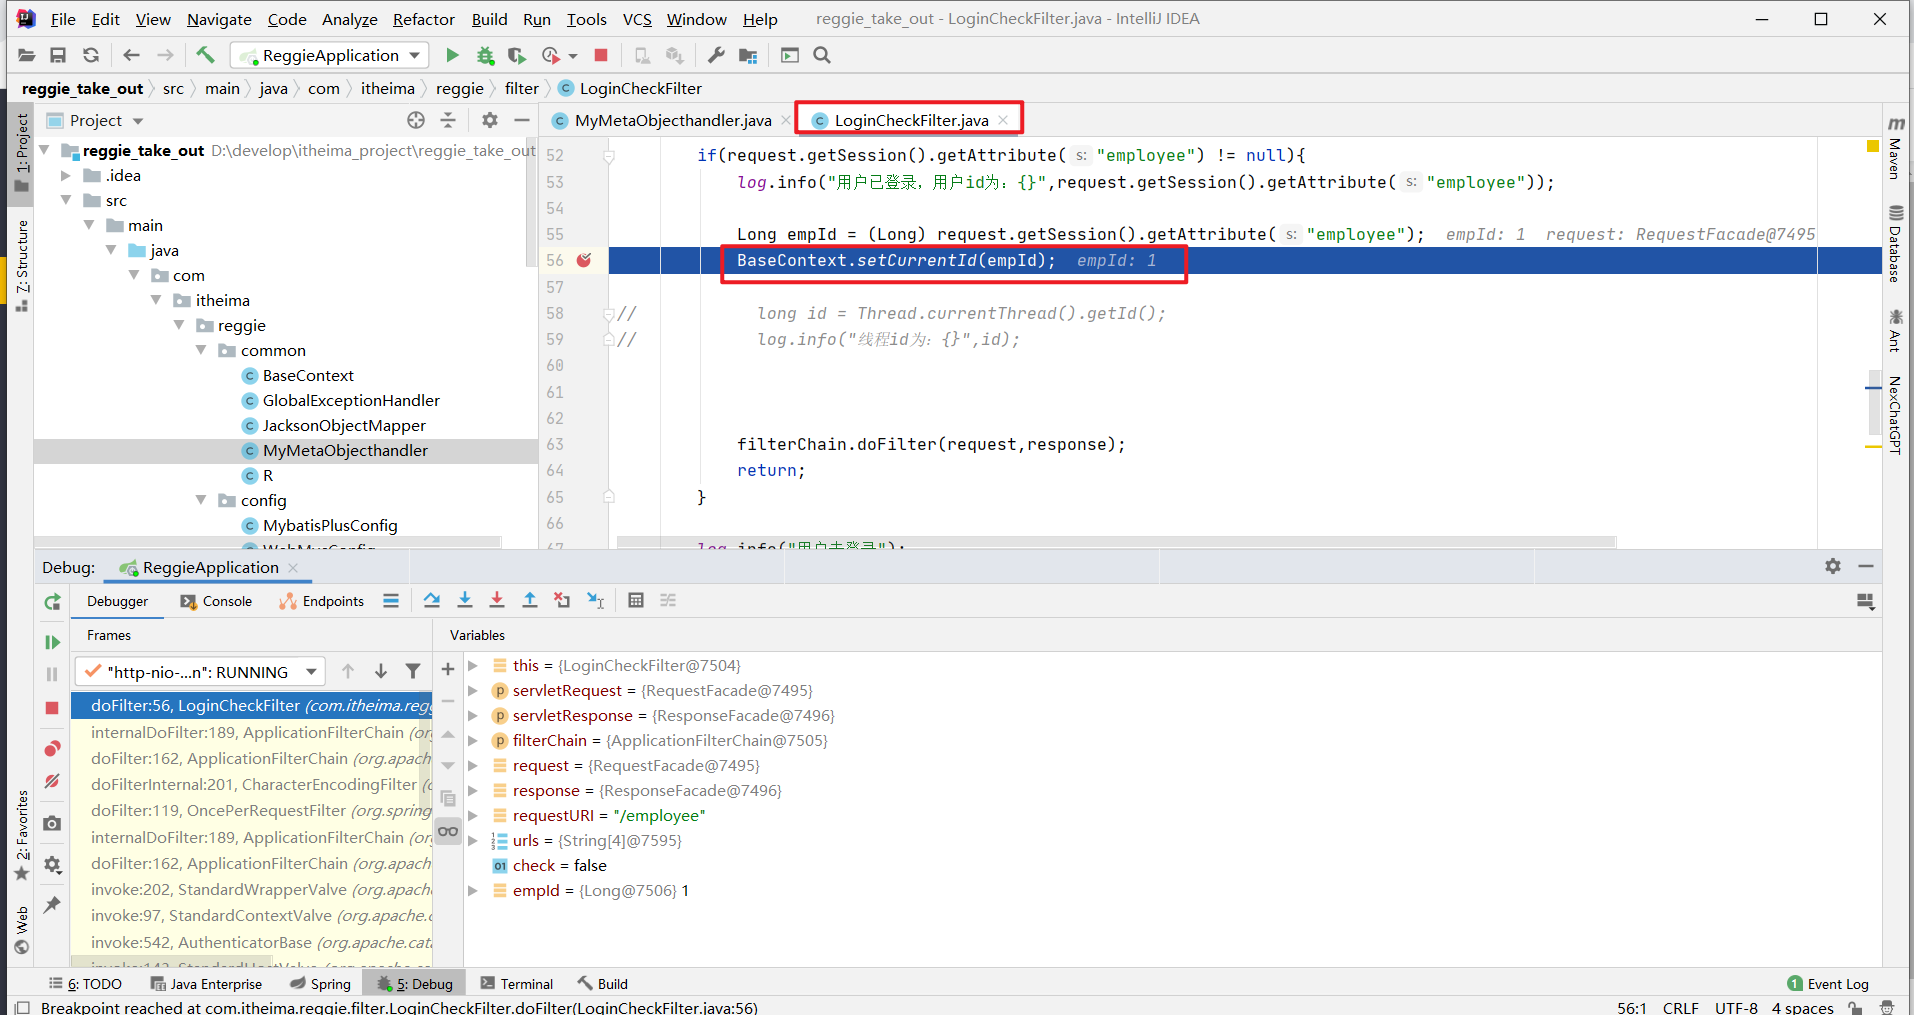 File Edit View Navigate Code Analyze Refactor Build Run Tools VCS Window Help reggie_take_out - LoginCheckFilter.java - IntelliJ IDEA
ReggieApplication
reggie_take_out src main java com itheima reggie filter LoginCheckFilter
1: Project
Z: Structure
2: Favorites
Web
Project
reggie_take_out D:\develop\itheima_project\reggie_take_out
.idea
src
main
java
com
itheima
reggie
common
BaseContext
GlobalExceptionHandler
JacksonObjectMapper
MyMetaObjecthandler
R
config
MybatisPlusConfig
MyMetaObjecthandler.java LoginCheckFilter.java
52 if(request.getSession().getAttribute( s: "employee") != null){
53 log.info("用户已登录，用户id为：{}",request.getSession().getAttribute( s: "employee"));
54
55 Long empId = (Long) request.getSession().getAttribute( s: "employee"); empId: 1 request: RequestFacade@7495
56 BaseContext.setCurrentId(empId); empId: 1
57
58 // long id = Thread.currentThread().getId();
59 // log.info("线程id为：{}",id);
60
61
62
63 filterChain.doFilter(request,response);
64 return;
65 }
66
67 log.info("用户未登录");
Maven
Database
Ant
NexChatGPT
Debug: ReggieApplication
Debugger Console Endpoints
Frames
"http-nio-...n": RUNNING
doFilter:56, LoginCheckFilter (com.itheima.regg
internalDoFilter:189, ApplicationFilterChain (or
doFilter:162, ApplicationFilterChain (org.apach
doFilterInternal:201, CharacterEncodingFilter (
doFilter:119, OncePerRequestFilter (org.spring
internalDoFilter:189, ApplicationFilterChain (or
doFilter:162, ApplicationFilterChain (org.apach
invoke:202, StandardWrapperValve (org.apach
invoke:97, StandardContextValve (org.apache.c
invoke:542, AuthenticatorBase (org.apache.cata
Variables
this = {LoginCheckFilter@7504}
servletRequest = {RequestFacade@7495}
servletResponse = {ResponseFacade@7496}
filterChain = {ApplicationFilterChain@7505}
request = {RequestFacade@7495}
response = {ResponseFacade@7496}
requestURI = "/employee"
urls = {String[4]@7595}
check = false
empId = {Long@7506} 1
6: TODO Java Enterprise Spring 5: Debug Terminal Build 1 Event Log
Breakpoint reached at com.itheima.reggie.filter.LoginCheckFilter.doFilter(LoginCheckFilter.java:56) 56:1 CRLF UTF-8 4 spaces